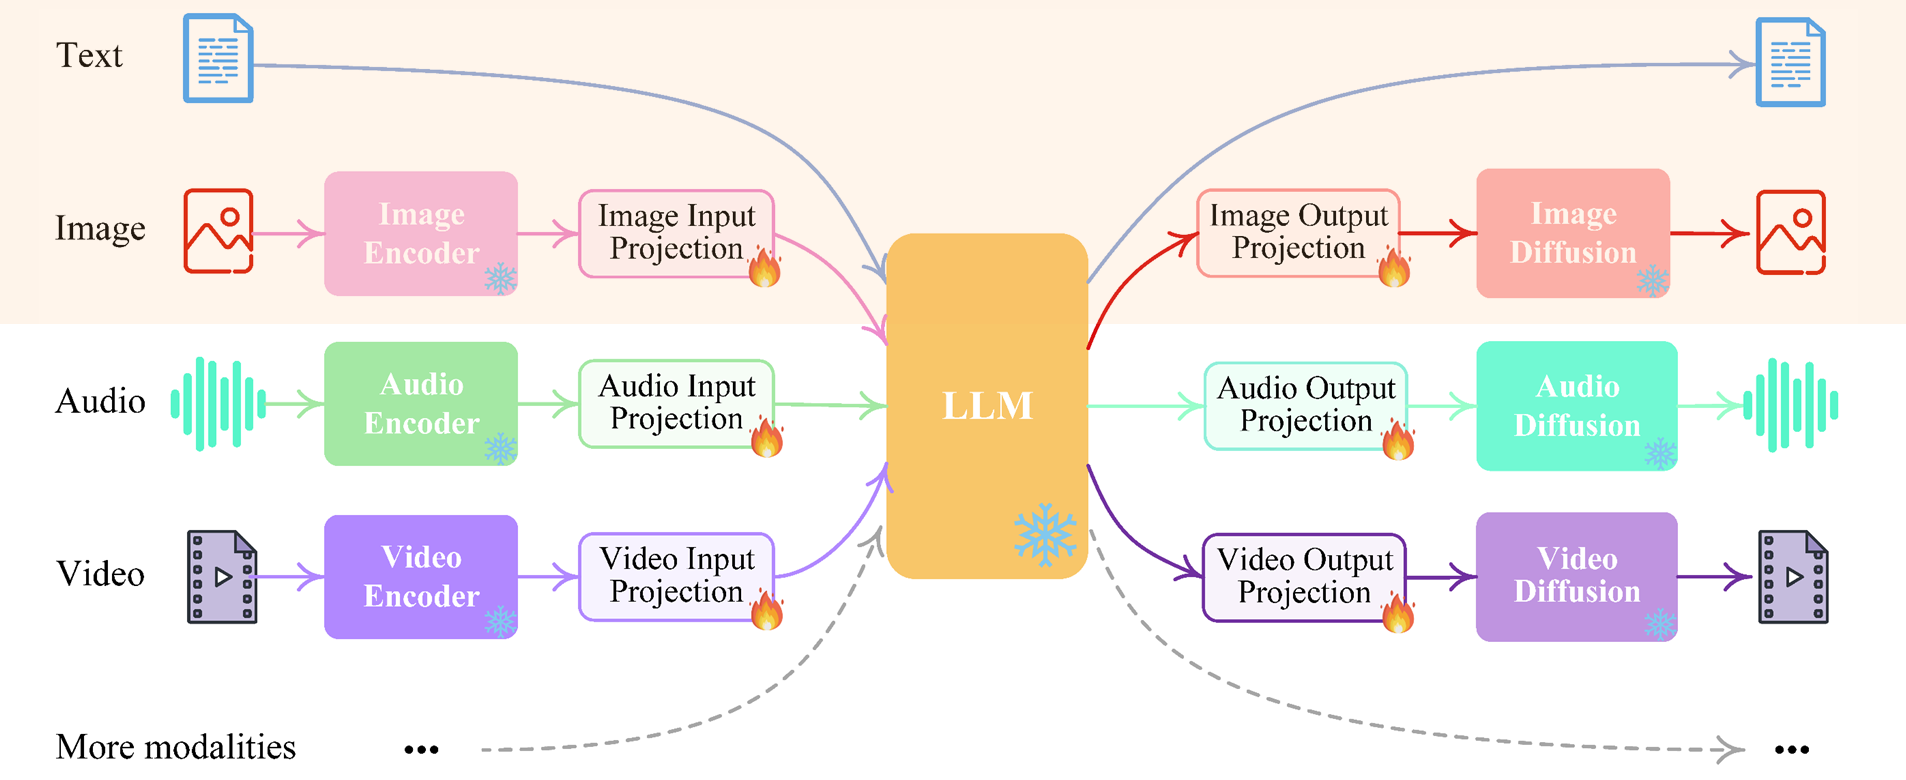 Text
Image
Image
Encoder
Image Input
Projection
Image Output
Projection
Image
Diffusion
Audio
Audio
Encoder
Audio Input
Projection
LLM
Audio Output
Projection
Audio
Diffusion
Video
Video
Encoder
Video Input
Projection
Video Output
Projection
Video
Diffusion
More modalities
...
...